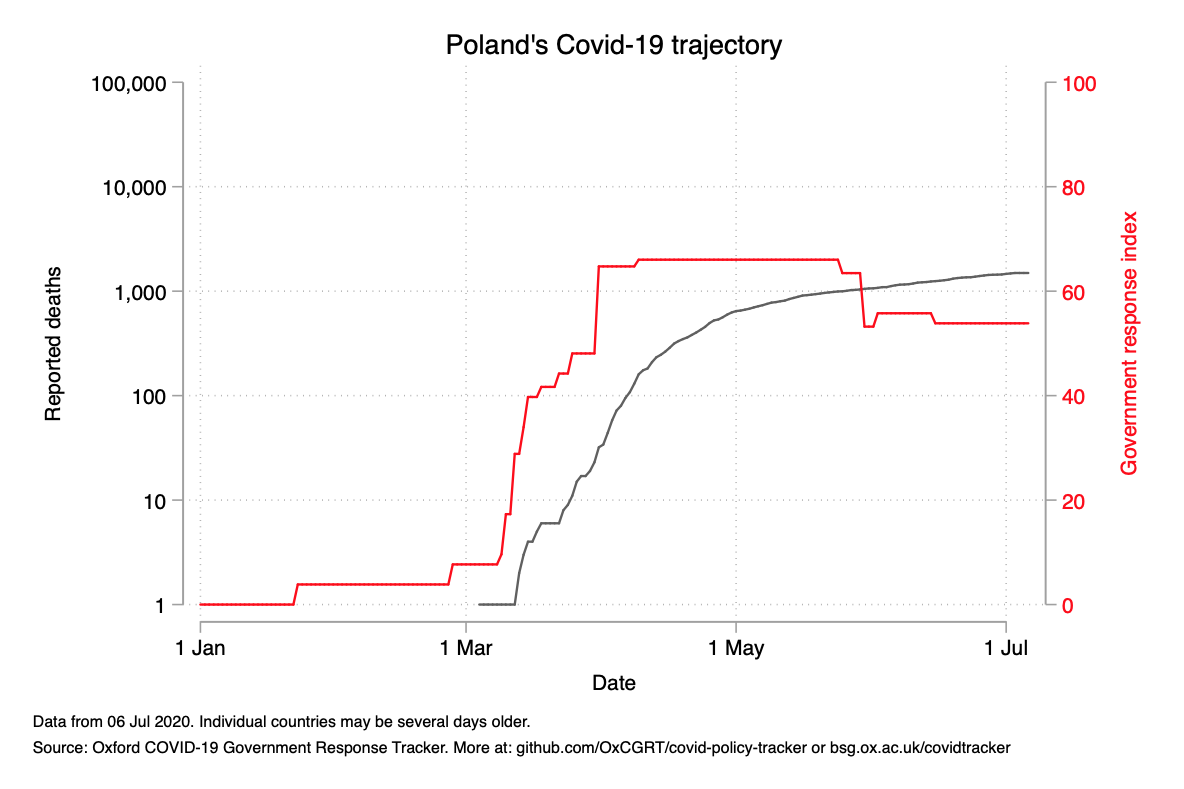 Poland's Covid-19 trajectory
100,000
10,000
1,000
100
10
1
Reported deaths
100
80
60
40
20
0
Government response index
1 Jan
1 Mar
1 May
1 Jul
Date
Data from 06 Jul 2020. Individual countries may be several days older.
Source: Oxford COVID-19 Government Response Tracker. More at: github.com/OxCGRT/covid-policy-tracker or bsg.ox.ac.uk/covidtracker